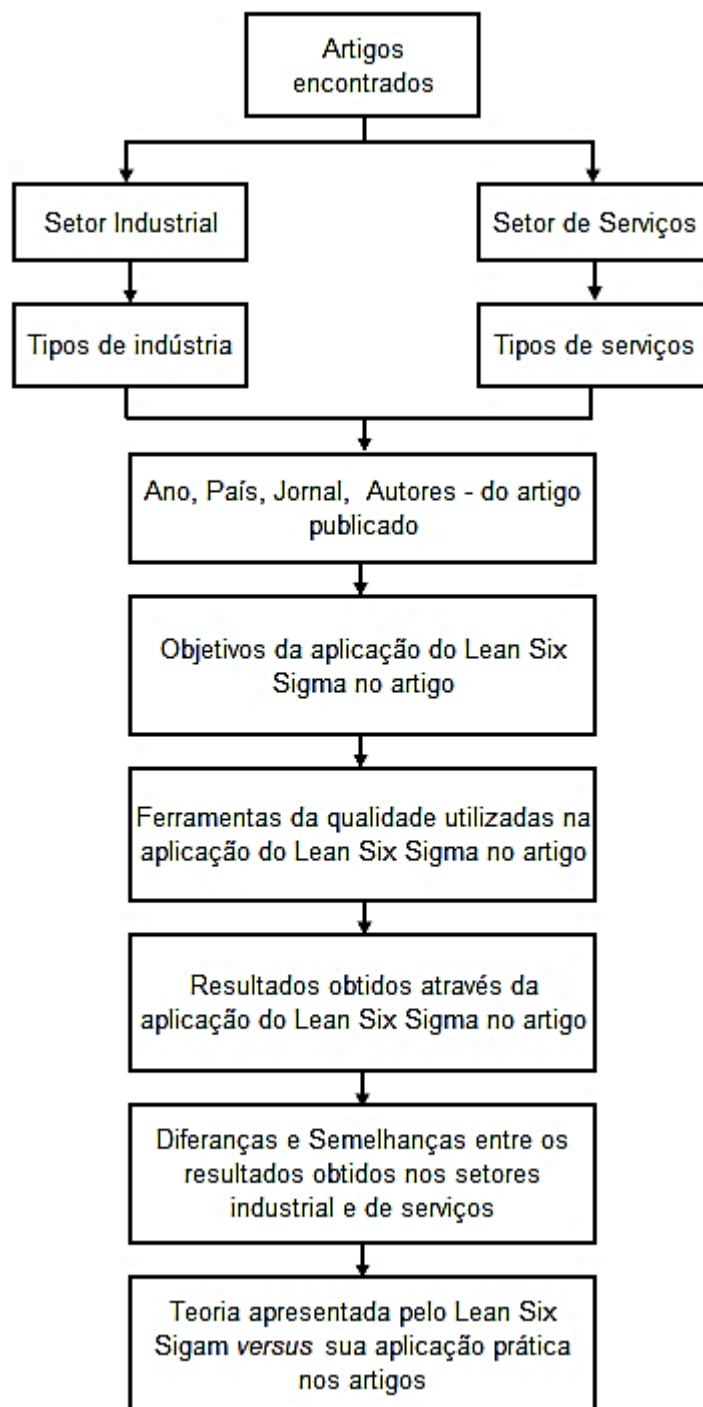 Artigos
encontrados
Setor Industrial
Setor de Serviços
Tipos de indústria
Tipos de serviços
Ano, País, Jornal, Autores - do artigo
publicado
Objetivos da aplicação do Lean Six
Sigma no artigo
Ferramentas da qualidade utilizadas na
aplicação do Lean Six Sigma no artigo
Resultados obtidos através da
aplicação do Lean Six Sigma no artigo
Diferanças e Semelhanças entre os
resultados obtidos nos setores
industrial e de serviços
Teoria apresentada pelo Lean Six
Sigam versus sua aplicação prática
nos artigos